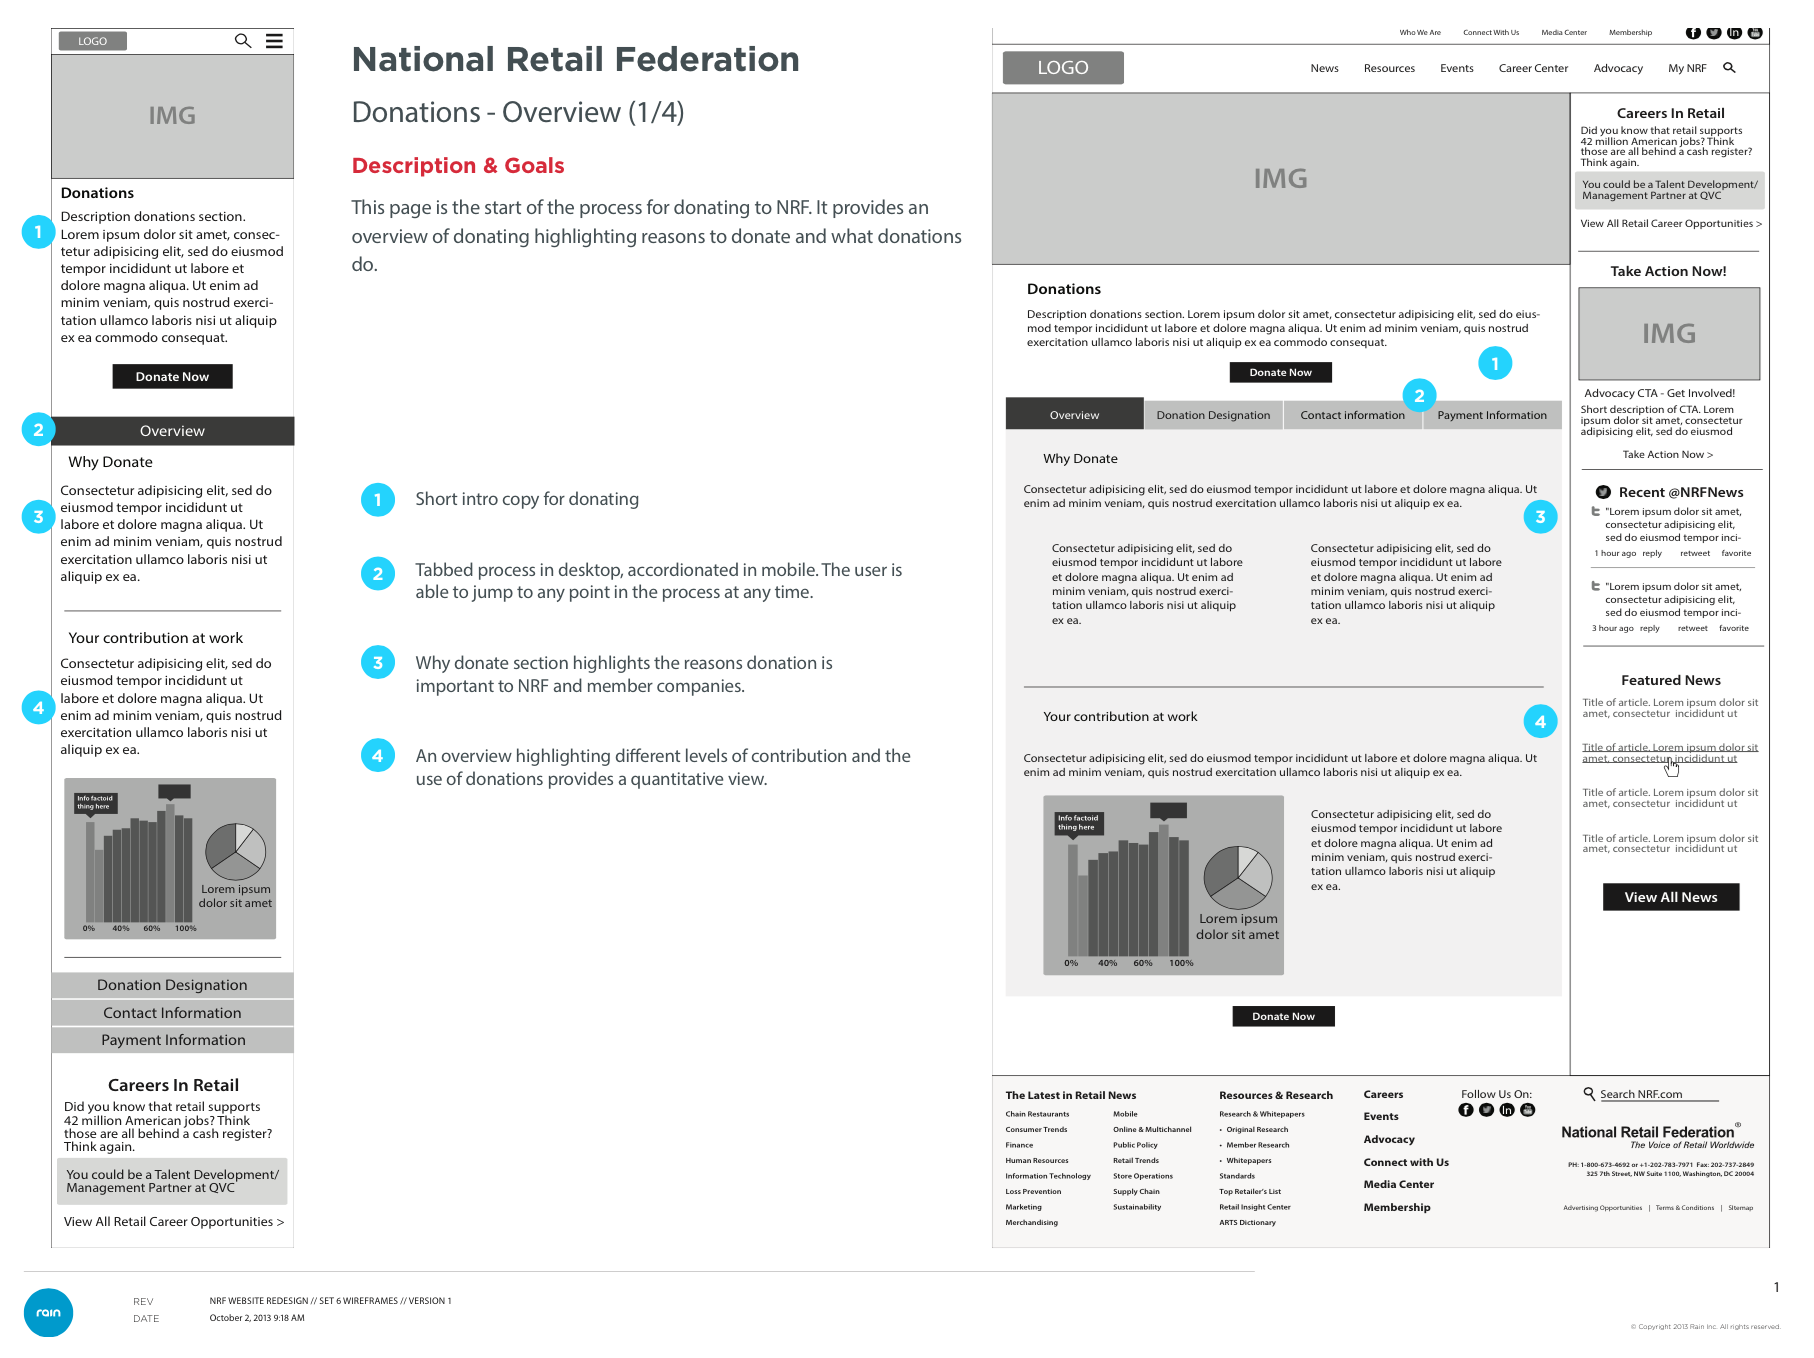 LOGO
IMG
Donations
Description donations section.
Lorem ipsum dolor sit amet, consec-
tetur adipisicing elit, sed do eiusmod
tempor incididunt ut labore et
dolore magna aliqua. Ut enim ad
minim veniam, quis nostrud exerci-
tation ullamco laboris nisi ut aliquip
ex ea commodo consequat.
1
Donate Now
2
Overview
Why Donate
Consectetur adipisicing elit, sed do
eiusmod tempor incididunt ut
labore et dolore magna aliqua. Ut
enim ad minim veniam, quis nostrud
exercitation ullamco laboris nisi ut
aliquip ex ea.
3
Your contribution at work
Consectetur adipisicing elit, sed do
eiusmod tempor incididunt ut
labore et dolore magna aliqua. Ut
enim ad minim veniam, quis nostrud
exercitation ullamco laboris nisi ut
aliquip ex ea.
4
Info factoid
thing here
Lorem ipsum
dolor sit amet
0% 40% 60% 100%
Donation Designation
Contact Information
Payment Information
Careers In Retail
Did you know that retail supports
42 million American jobs? Think
those are all behind a cash register?
Think again.
You could be a Talent Development/
Management Partner at QVC
View All Retail Career Opportunities >
National Retail Federation
Donations - Overview (1/4)
Description & Goals
This page is the start of the process for donating to NRF. It provides an
overview of donating highlighting reasons to donate and what donations
do.
1 Short intro copy for donating
2 Tabbed process in desktop, accordionated in mobile. The user is
able to jump to any point in the process at any time.
3 Why donate section highlights the reasons donation is
important to NRF and member companies.
4 An overview highlighting different levels of contribution and the
use of donations provides a quantitative view.
Who We Are Connect With Us Media Center Membership
LOGO
News Resources Events Career Center Advocacy My NRF
IMG
Donations
Description donations section. Lorem ipsum dolor sit amet, consectetur adipisicing elit, sed do eius-
mod tempor incididunt ut labore et dolore magna aliqua. Ut enim ad minim veniam, quis nostrud
exercitation ullamco laboris nisi ut aliquip ex ea commodo consequat.
1
Donate Now
2
Overview Donation Designation Contact information Payment Information
Why Donate
Consectetur adipisicing elit, sed do eiusmod tempor incididunt ut labore et dolore magna aliqua. Ut
enim ad minim veniam, quis nostrud exercitation ullamco laboris nisi ut aliquip ex ea.
3
Consectetur adipisicing elit, sed do
eiusmod tempor incididunt ut labore
et dolore magna aliqua. Ut enim ad
minim veniam, quis nostrud exerci-
tation ullamco laboris nisi ut aliquip
ex ea.
Consectetur adipisicing elit, sed do
eiusmod tempor incididunt ut labore
et dolore magna aliqua. Ut enim ad
minim veniam, quis nostrud exerci-
tation ullamco laboris nisi ut aliquip
ex ea.
Your contribution at work
4
Consectetur adipisicing elit, sed do eiusmod tempor incididunt ut labore et dolore magna aliqua. Ut
enim ad minim veniam, quis nostrud exercitation ullamco laboris nisi ut aliquip ex ea.
Info factoid
thing here
Lorem ipsum
dolor sit amet
0% 40% 60% 100%
Consectetur adipisicing elit, sed do
eiusmod tempor incididunt ut labore
et dolore magna aliqua. Ut enim ad
minim veniam, quis nostrud exerci-
tation ullamco laboris nisi ut aliquip
ex ea.
Donate Now
Careers In Retail
Did you know that retail supports
42 million American jobs? Think
those are all behind a cash register?
Think again.
You could be a Talent Development/
Management Partner at QVC
View All Retail Career Opportunities >
Take Action Now!
IMG
Advocacy CTA - Get Involved!
Short description of CTA. Lorem
ipsum dolor sit amet, consectetur
adipisicing elit, sed do eiusmod
Take Action Now >
Recent @NRFNews
"Lorem ipsum dolor sit amet,
consectetur adipisicing elit,
sed do eiusmod tempor inci-
1 hour ago reply retweet favorite
"Lorem ipsum dolor sit amet,
consectetur adipisicing elit,
sed do eiusmod tempor inci-
3 hour ago reply retweet favorite
Featured News
Title of article. Lorem ipsum dolor sit
amet, consectetur incididunt ut
Title of article. Lorem ipsum dolor sit
amet, consectetur incididunt ut
Title of article. Lorem ipsum dolor sit
amet, consectetur incididunt ut
Title of article. Lorem ipsum dolor sit
amet, consectetur incididunt ut
View All News
The Latest in Retail News
Chain Restaurants
Consumer Trends
Finance
Human Resources
Information Technology
Loss Prevention
Marketing
Merchandising
Mobile
Online & Multichannel
Public Policy
Retail Trends
Store Operations
Supply Chain
Sustainability
Resources & Research
Research & Whitepapers
• Original Research
• Member Research
• Whitepapers
Standards
Top Retailer's List
Retail Insight Center
ARTS Dictionary
Careers
Events
Advocacy
Connect with Us
Media Center
Membership
Follow Us On:
Search NRF.com
National Retail Federation®
The Voice of Retail Worldwide
PH: 1-800-673-4692 or +1-202-783-7971 Fax: 202-737-2849
325 7th Street, NW Suite 1100, Washington, DC 20004
Advertising Opportunities | Terms & Conditions | Sitemap
rain
REV NRF WEBSITE REDESIGN // SET 6 WIREFRAMES // VERSION 1
DATE October 2, 2013 9:18 AM
1
© Copyright 2013 Rain Inc. All rights reserved.